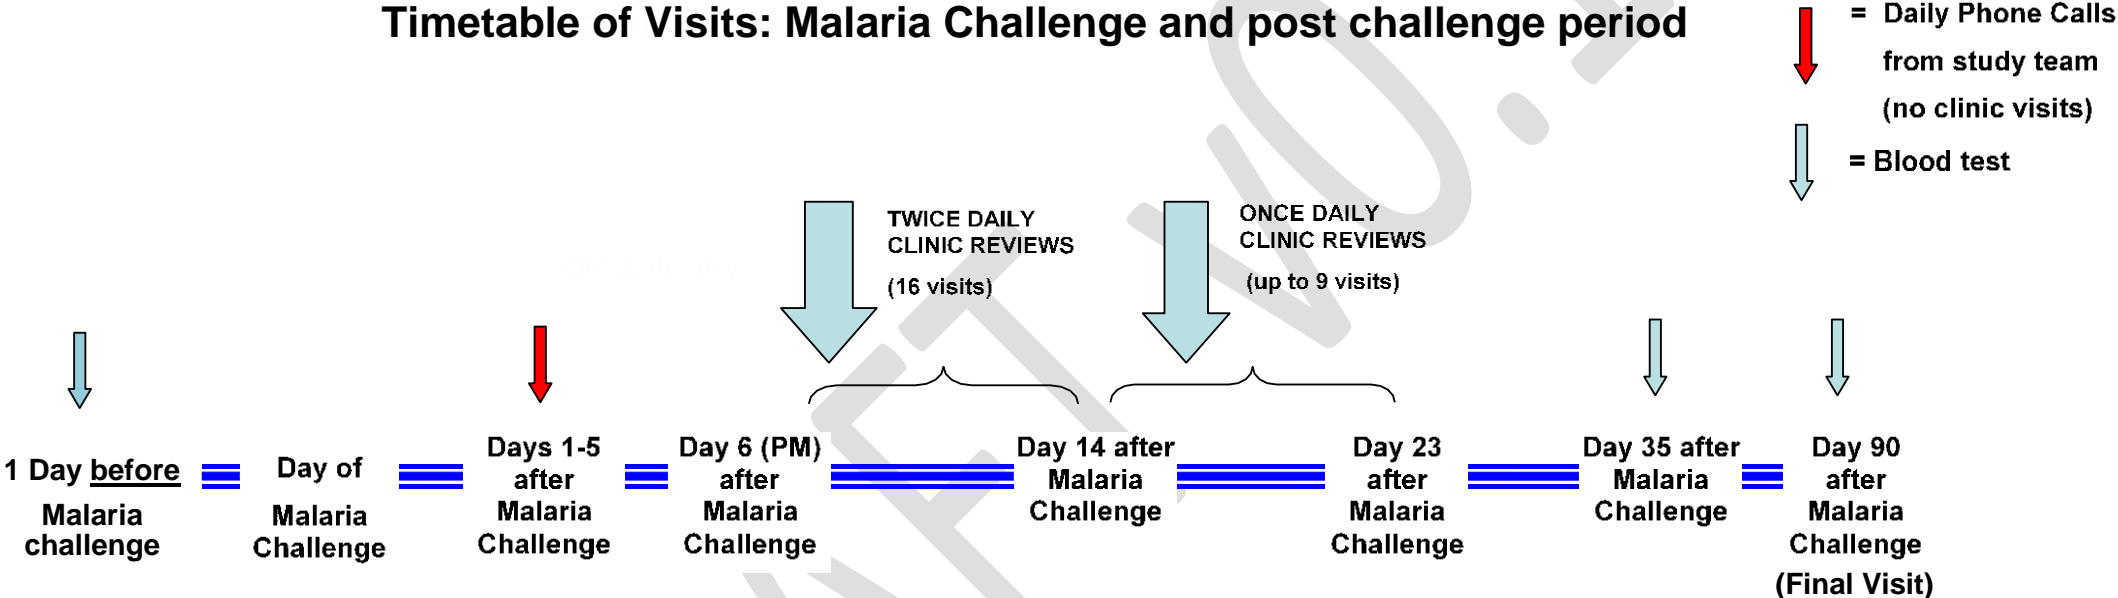 Timetable of Visits: Malaria Challenge and post challenge period
= Daily Phone Calls
from study team
(no clinic visits)
= Blood test
TWICE DAILY
CLINIC REVIEWS
(16 visits)
ONCE DAILY
CLINIC REVIEWS
(up to 9 visits)
1 Day before
Malaria
challenge
Day of
Malaria
Challenge
Days 1-5
after
Malaria
Challenge
Day 6 (PM)
after
Malaria
Challenge
Day 14 after
Malaria
Challenge
Day 23
after
Malaria
Challenge
Day 35 after
Malaria
Challenge
Day 90
after
Malaria
Challenge
(Final Visit)